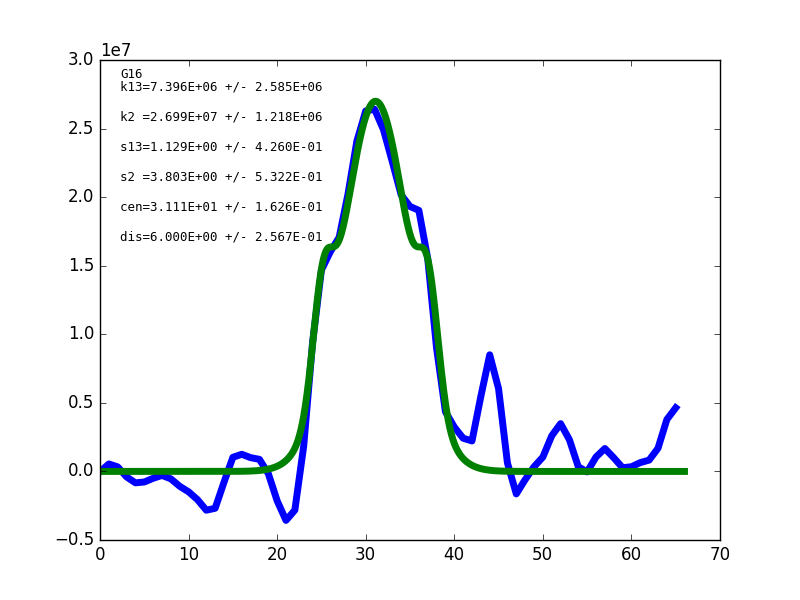 1e7
G16
k13=7.396E+06 +/- 2.585E+06
k2 =2.699E+07 +/- 1.218E+06
s13=1.129E+00 +/- 4.260E-01
s2 =3.803E+00 +/- 5.322E-01
cen=3.111E+01 +/- 1.626E-01
dis=6.000E+00 +/- 2.567E-01
3.0
2.5
2.0
1.5
1.0
0.5
0.0
−0.5
0 10 20 30 40 50 60 70